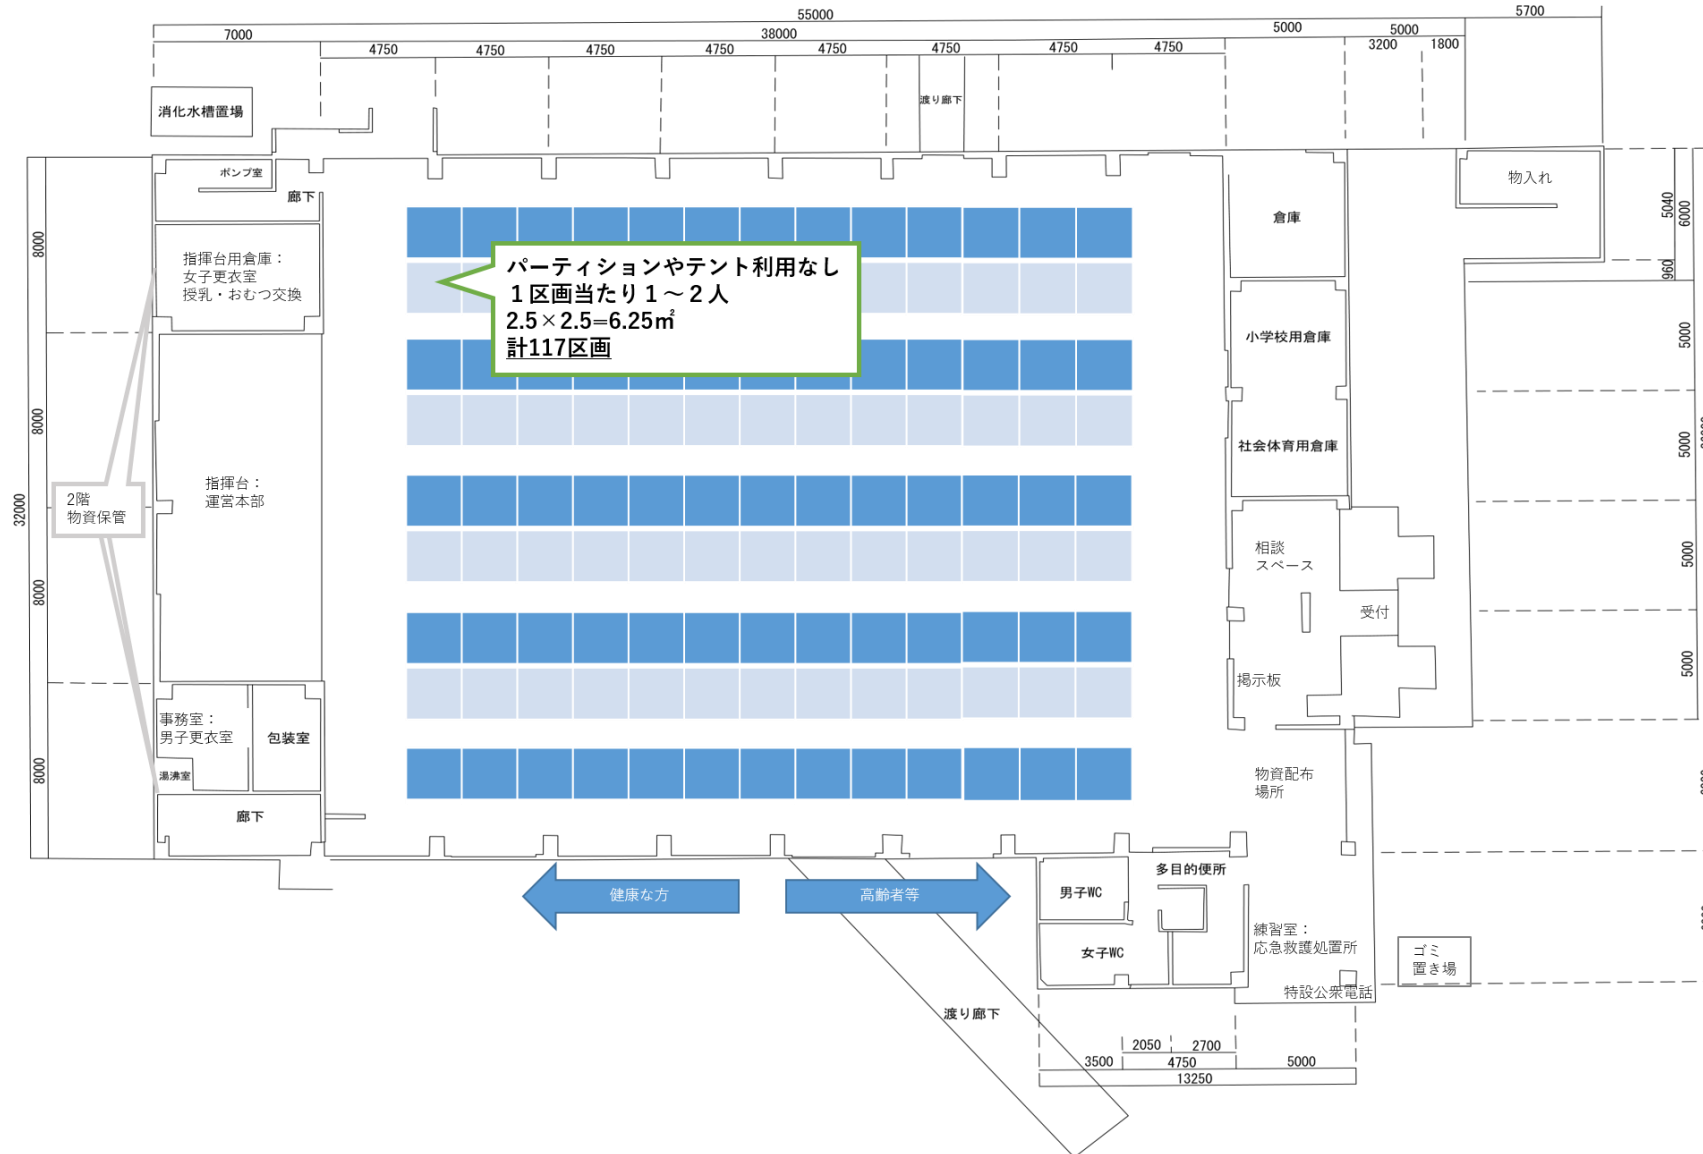 55000
5700
7000
38000
5000
5000
4750
4750
4750
4750
4750
4750
4750
4750
3200
1800
消化水槽置場
渡り廊下
ポンプ室
廊下
物入れ
倉庫
5040
6000
960
8000
指揮台用倉庫:
女子更衣室
授乳・おむつ交換
パーティションやテント利用なし
1区画当たり1~2人
2.5×2.5=6.25㎡
計117区画
小学校用倉庫
5000
8000
社会体育用倉庫
5000
指揮台:
運営本部
2階
物資保管
32000
相談
スペース
5000
8000
受付
掲示板
5000
事務室:
男子更衣室
包装室
湯沸室
8000
物資配布
場所
廊下
健康な方
高齢者等
多目的便所
男子WC
女子WC
練習室:
応急救護処置所
ゴミ
置き場
特設公衆電話
渡り廊下
2050
2700
3500
4750
5000
13250